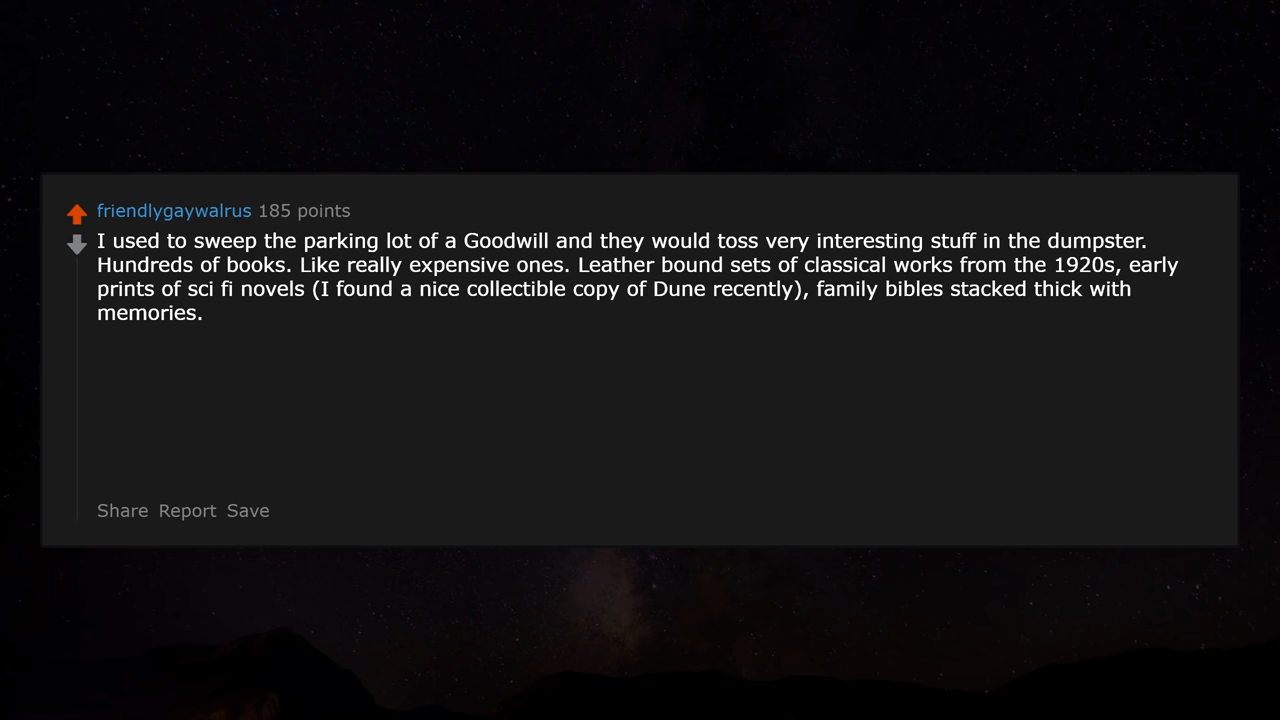 friendlygaywalrus 185 points
I used to sweep the parking lot of a Goodwill and they would toss very interesting stuff in the dumpster.
Hundreds of books. Like really expensive ones. Leather bound sets of classical works from the 1920s, early
prints of sci fi novels (I found a nice collectible copy of Dune recently), family bibles stacked thick with
memories.
Share Report Save